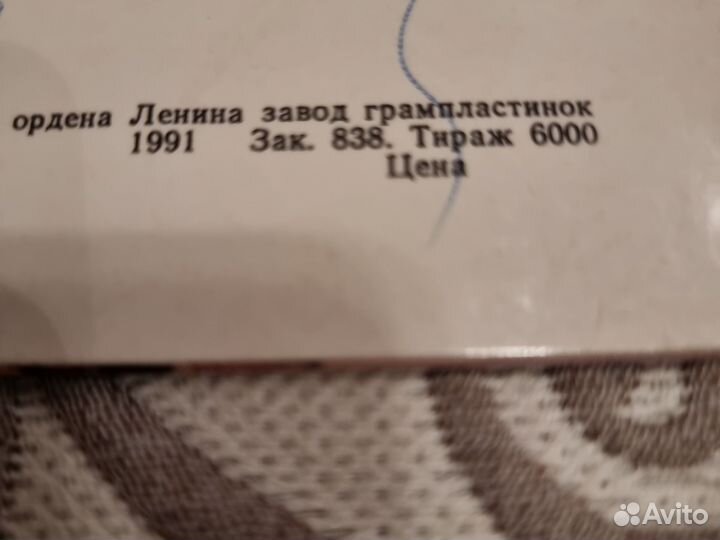 ордена Ленина завод грампластинок
1991 Зак. 838. Тираж 6000
Цена
Avito